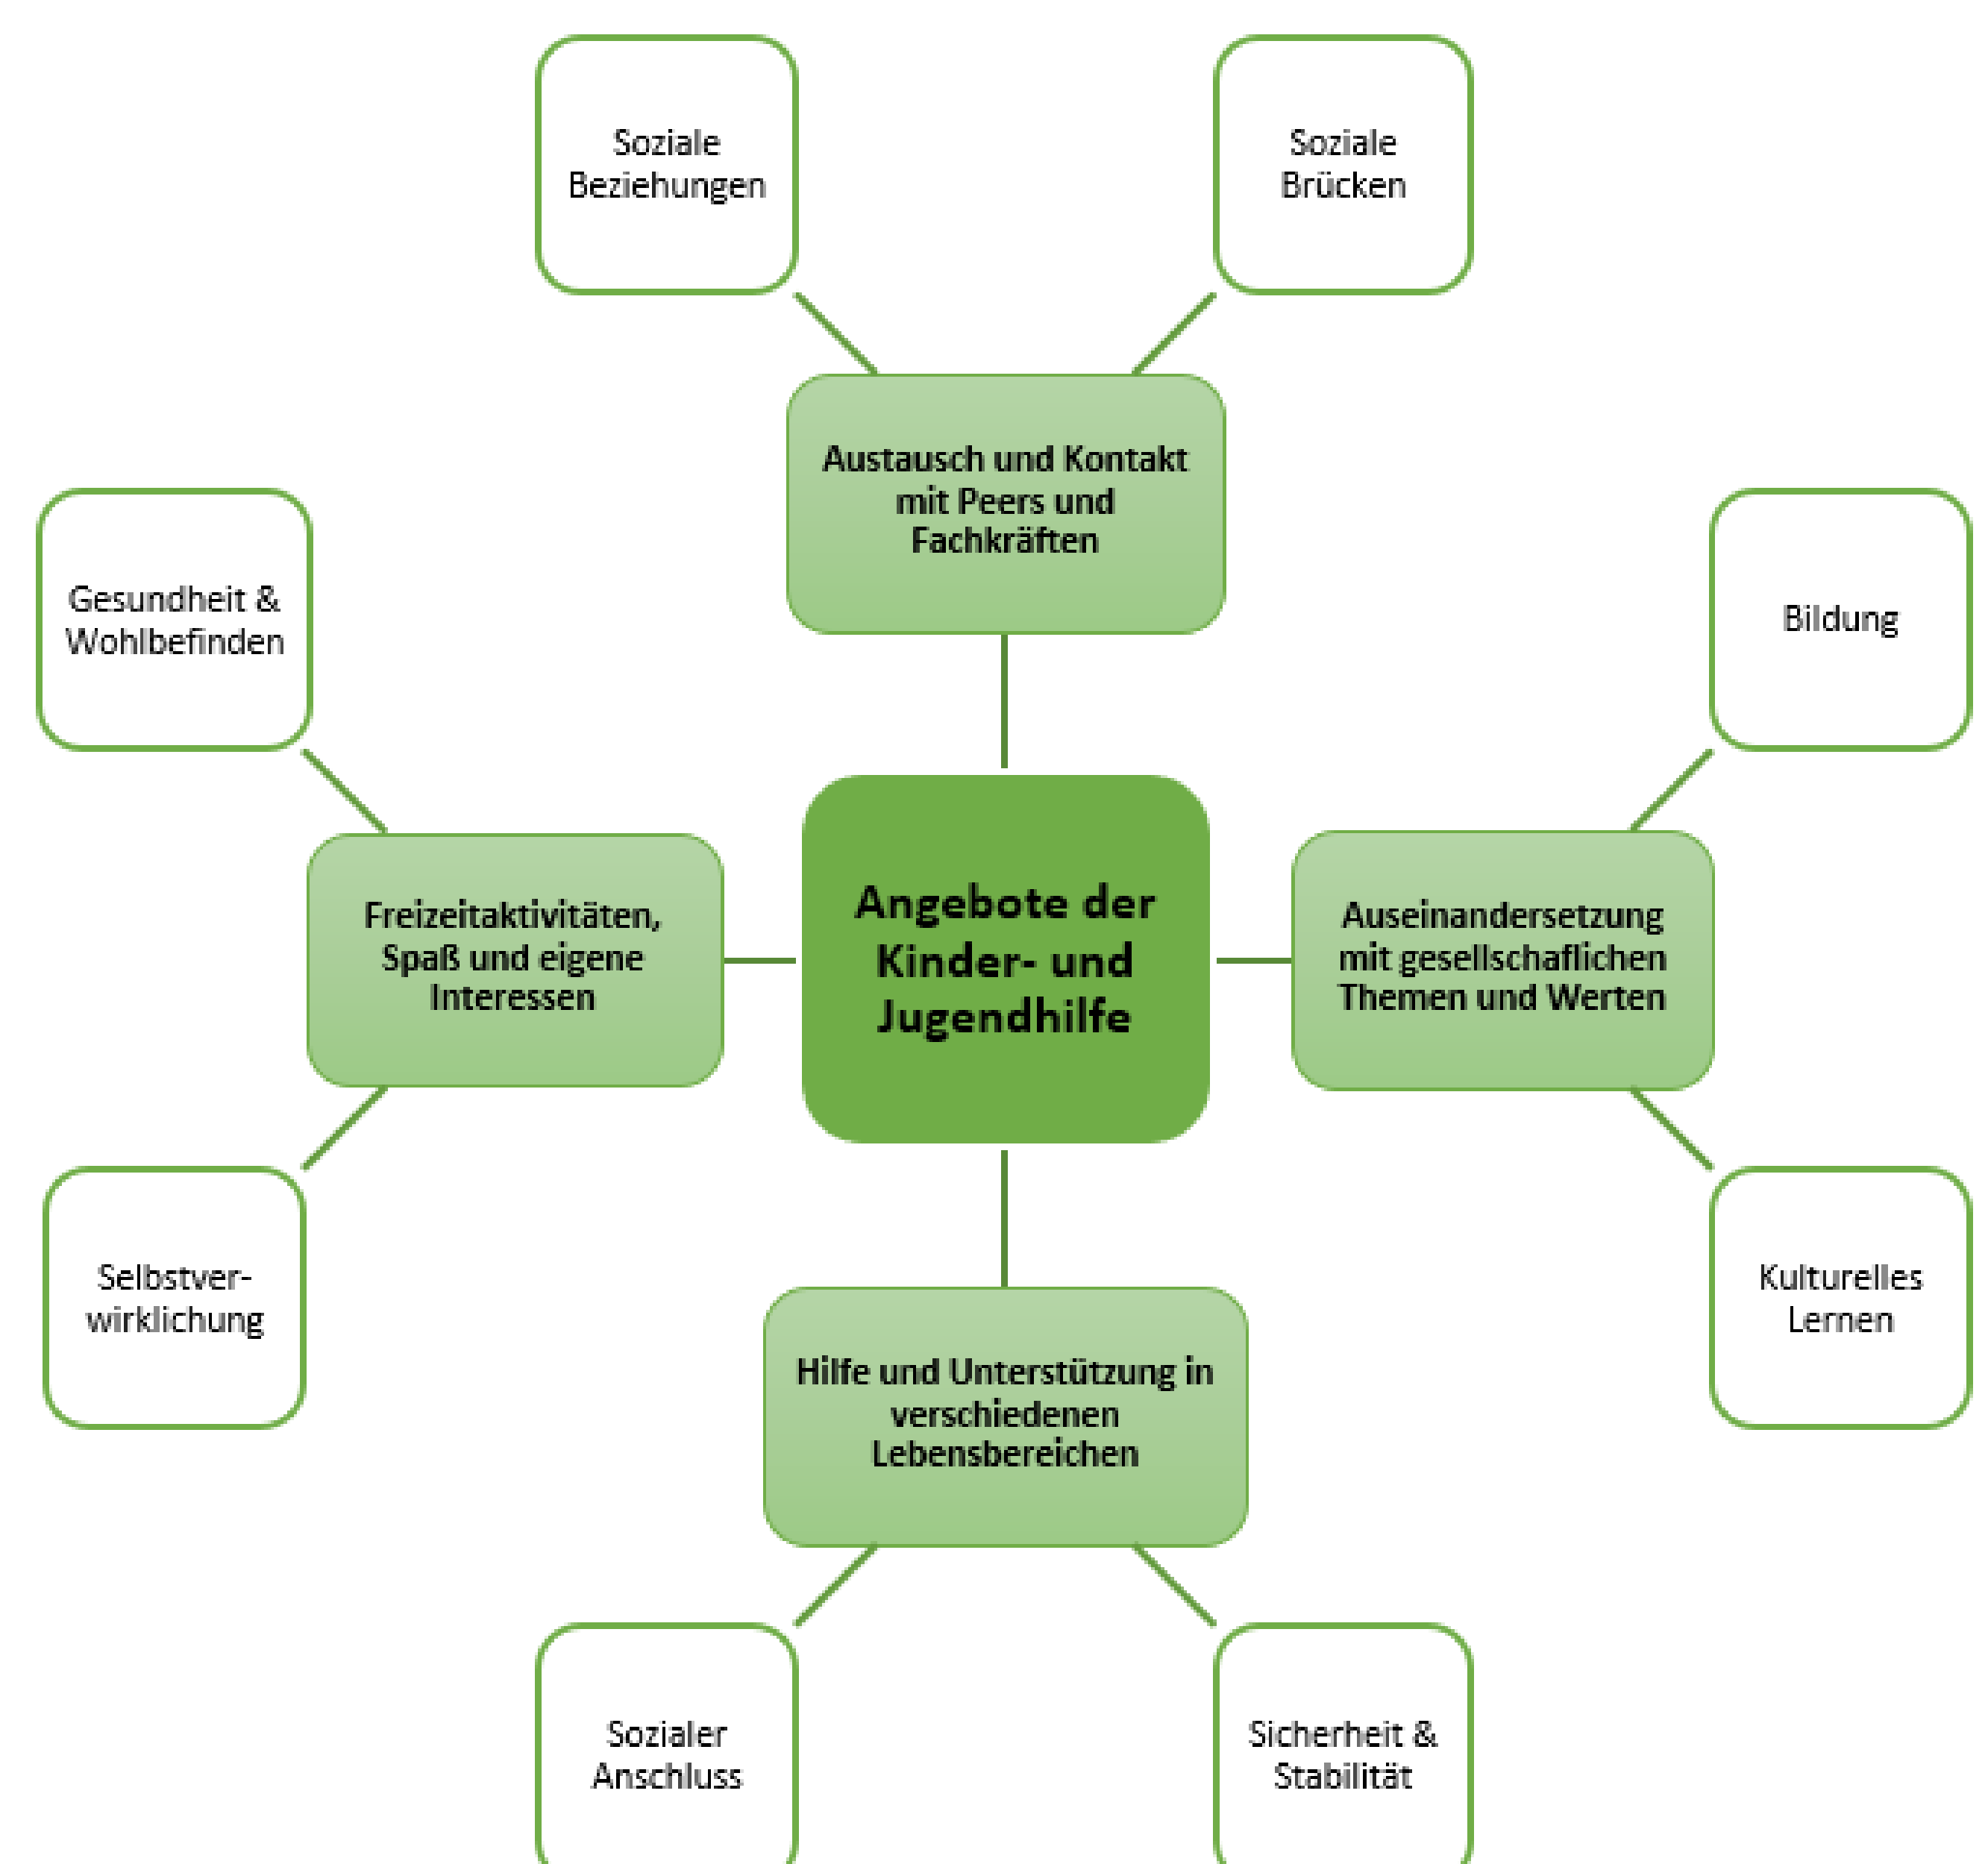 Soziale
Beziehungen
Soziale
Brücken
Austausch und Kontakt
mit Peers und
Fachkräften
Gesundheit &
Wohlbefinden
Bildung
Freizeitaktivitäten,
Spaß und eigene
Interessen
Angebote der
Kinder- und
Jugendhilfe
Auseinandersetzung
mit gesellschaflichen
Themen und Werten
Selbstver-
wirklichung
Kulturelles
Lernen
Hilfe und Unterstützung in
verschiedenen
Lebensbereichen
Sozialer
Anschluss
Sicherheit &
Stabilität